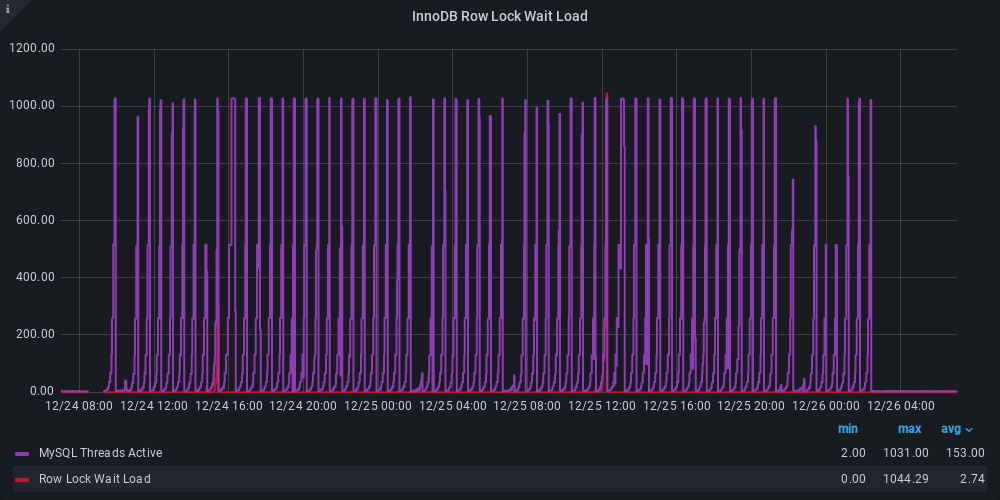 i
InnoDB Row Lock Wait Load
1200.00
1000.00
800.00
600.00
400.00
200.00
0.00
12/24 08:00 12/24 12:00 12/24 16:00 12/24 20:00 12/25 00:00 12/25 04:00 12/25 08:00 12/25 12:00 12/25 16:00 12/25 20:00 12/26 00:00 12/26 04:00
min max avg
MySQL Threads Active 2.00 1031.00 153.00
Row Lock Wait Load 0.00 1044.29 2.74